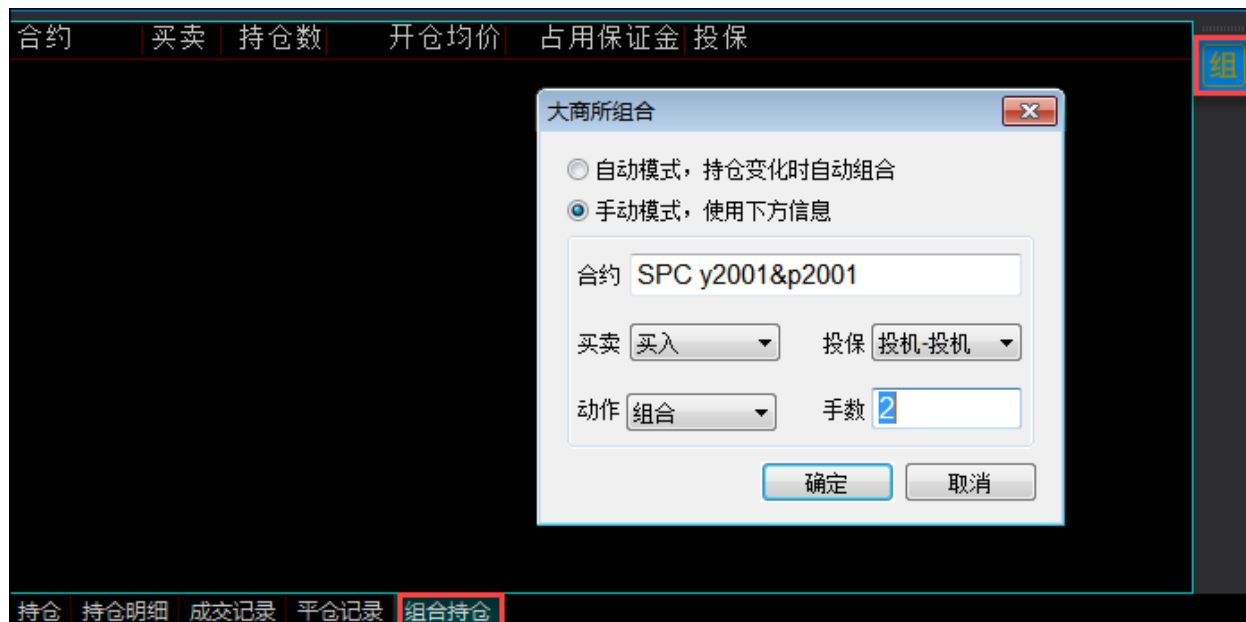 合约 买卖 持仓数 开仓均价 占用保证金 投保
组
大商所组合
自动模式，持仓变化时自动组合
手动模式，使用下方信息
合约 SPC y2001&p2001
买卖 买入 投保 投机-投机
动作 组合 手数 2
确定 取消
持仓 持仓明细 成交记录 平仓记录 组合持仓